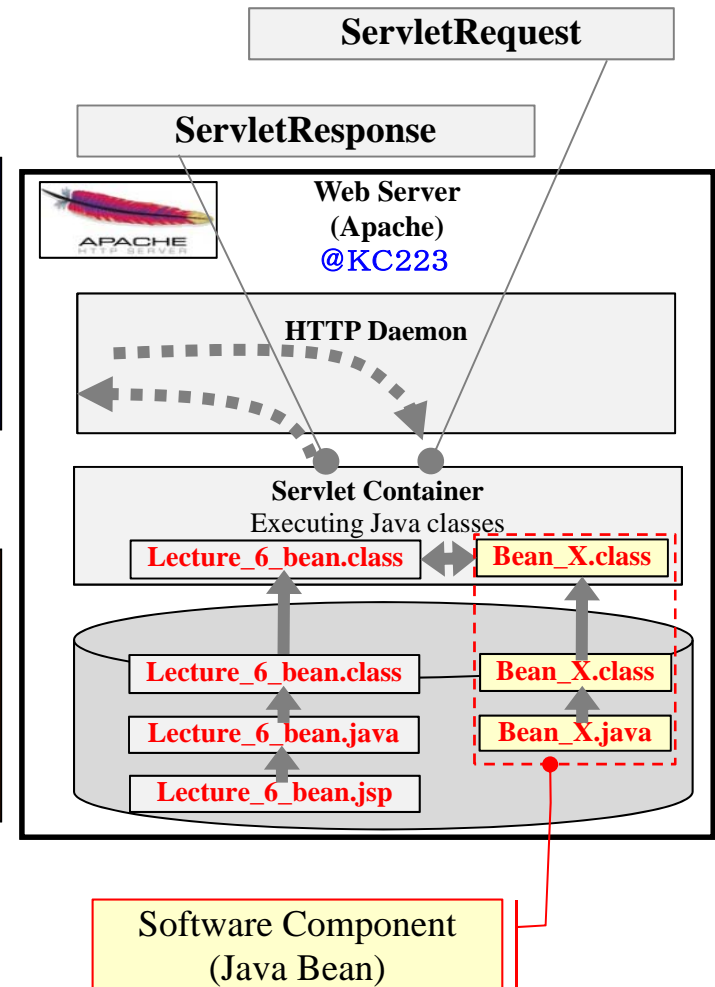 ServletRequest
ServletResponse
APACHE
HTTP SERVER
Web Server
(Apache)
@KC223
HTTP Daemon
Servlet Container
Executing Java classes
Lecture_6_bean.class
Bean_X.class
Lecture_6_bean.class
Bean_X.class
Lecture_6_bean.java
Bean_X.java
Lecture_6_bean.jsp
Software Component
(Java Bean)